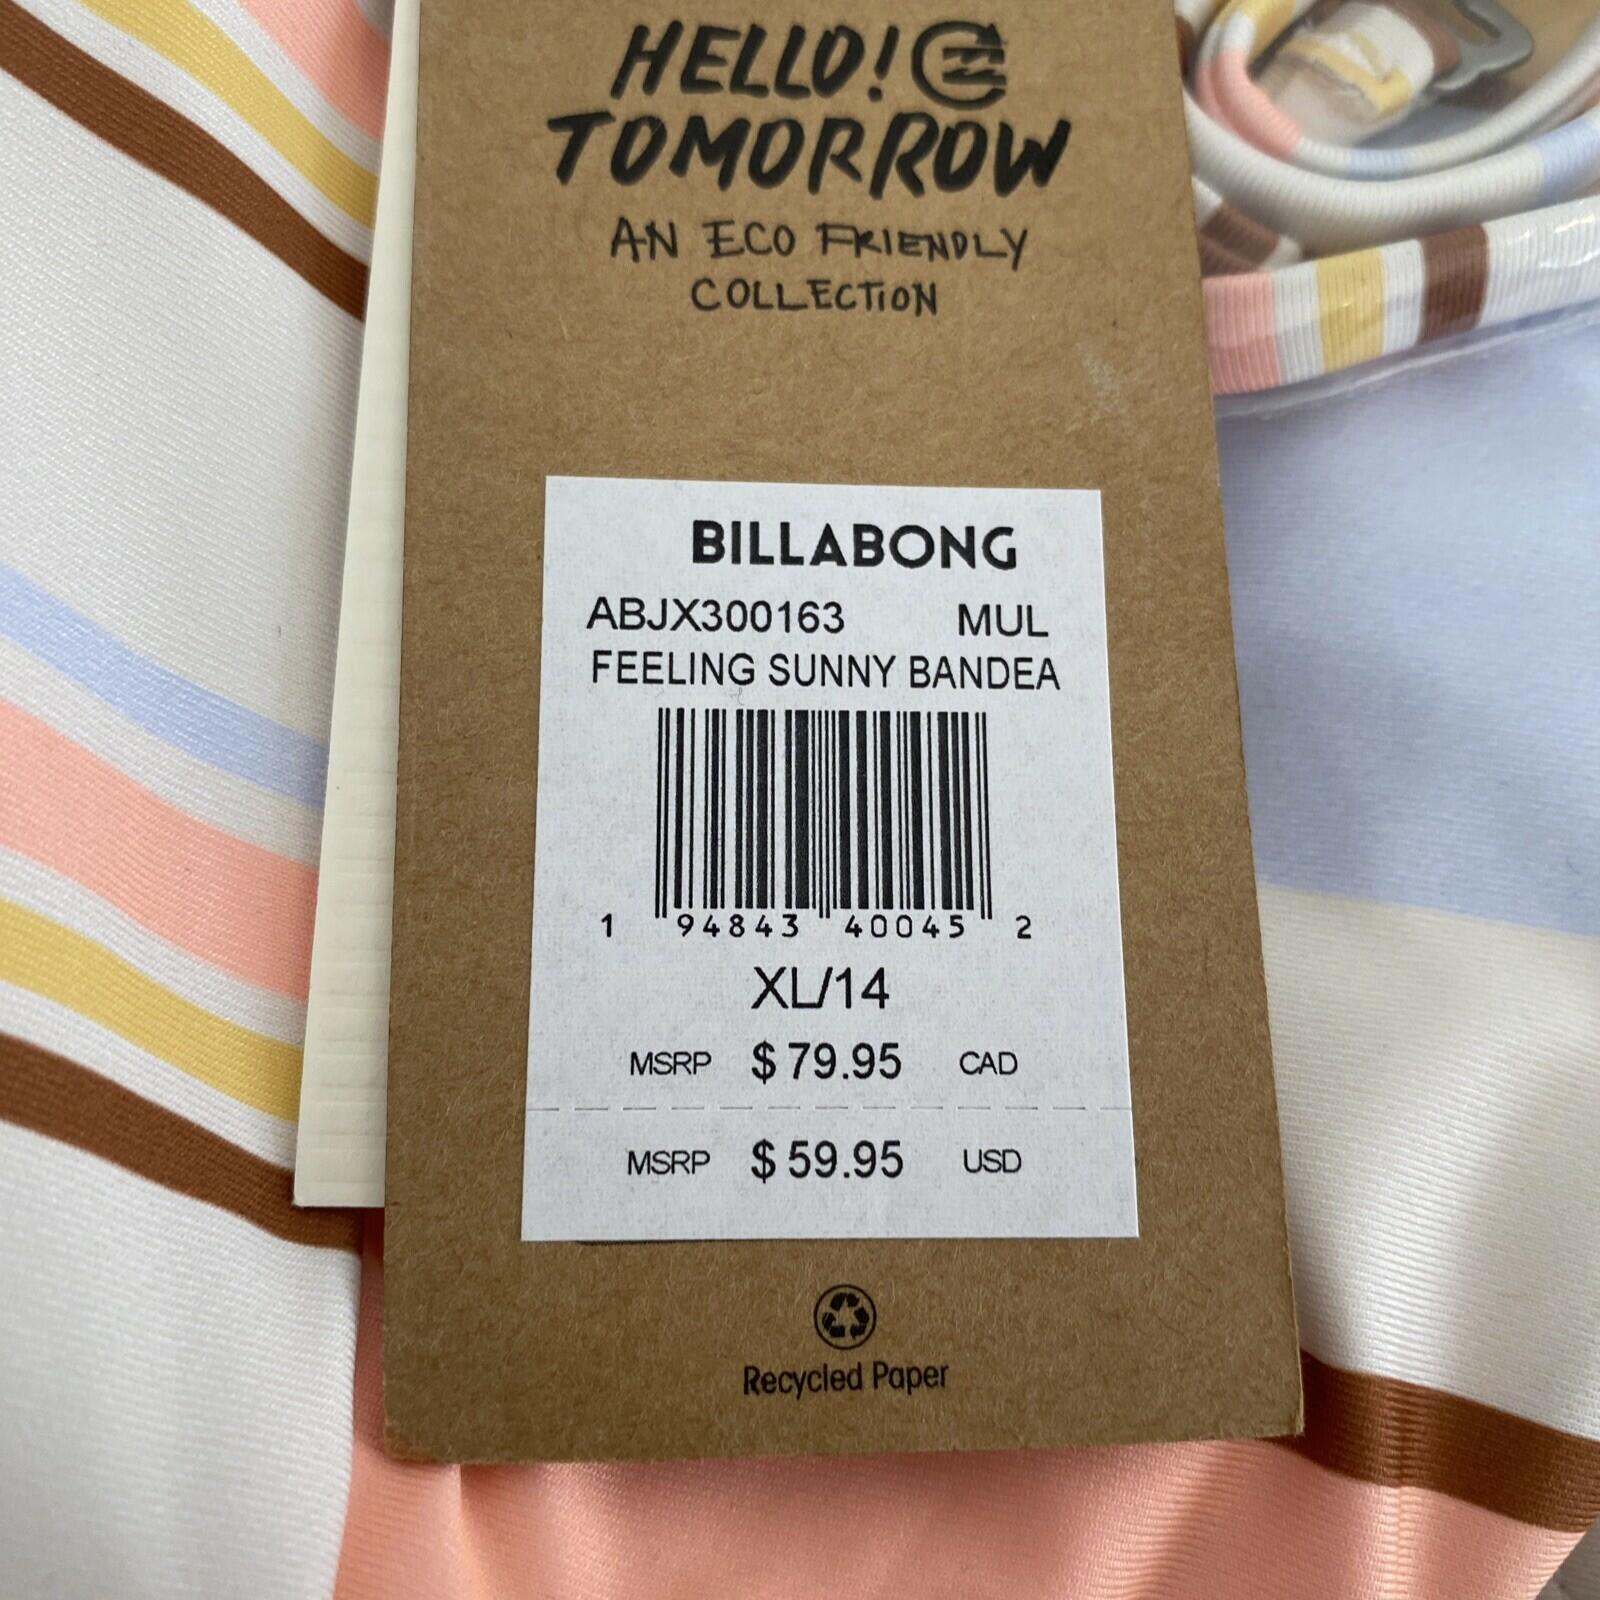 HELLO!
TOMORROW
AN ECO FRIENDLY
COLLECTION
BILLABONG
ABJX300163 MUL
FEELING SUNNY BANDEA
1 94843 40045 2
XL/14
MSRP $ 79.95 CAD
MSRP $ 59.95 USD
Recycled Paper